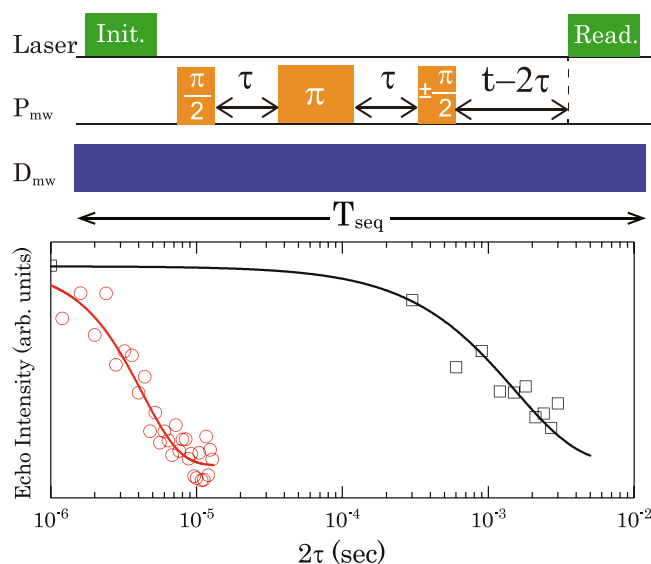 Laser Init. Read.
P_mw π/2 τ π τ ±π/2 t–2τ
D_mw
T_seq
Echo Intensity (arb. units)
10^-6 10^-5 10^-4 10^-3 10^-2
2τ (sec)